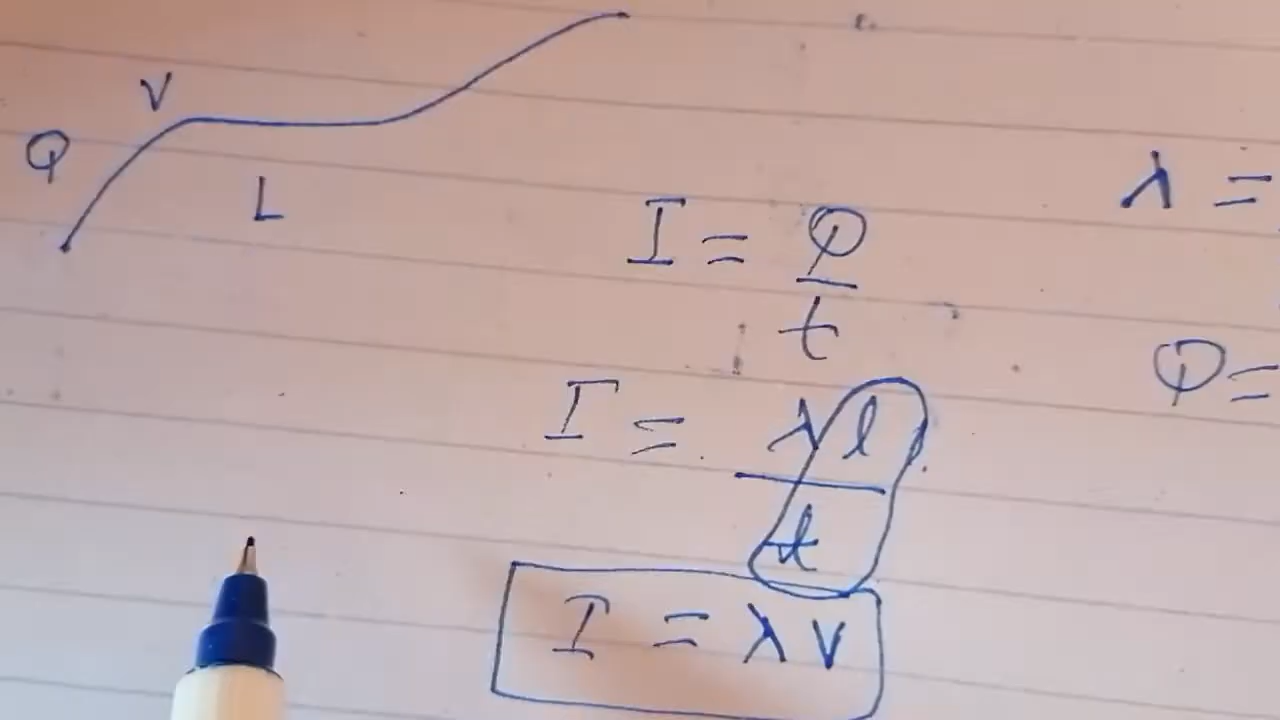 V
Q
L
λ =
I = Q/t
Q =
I = λl/t
I = λv